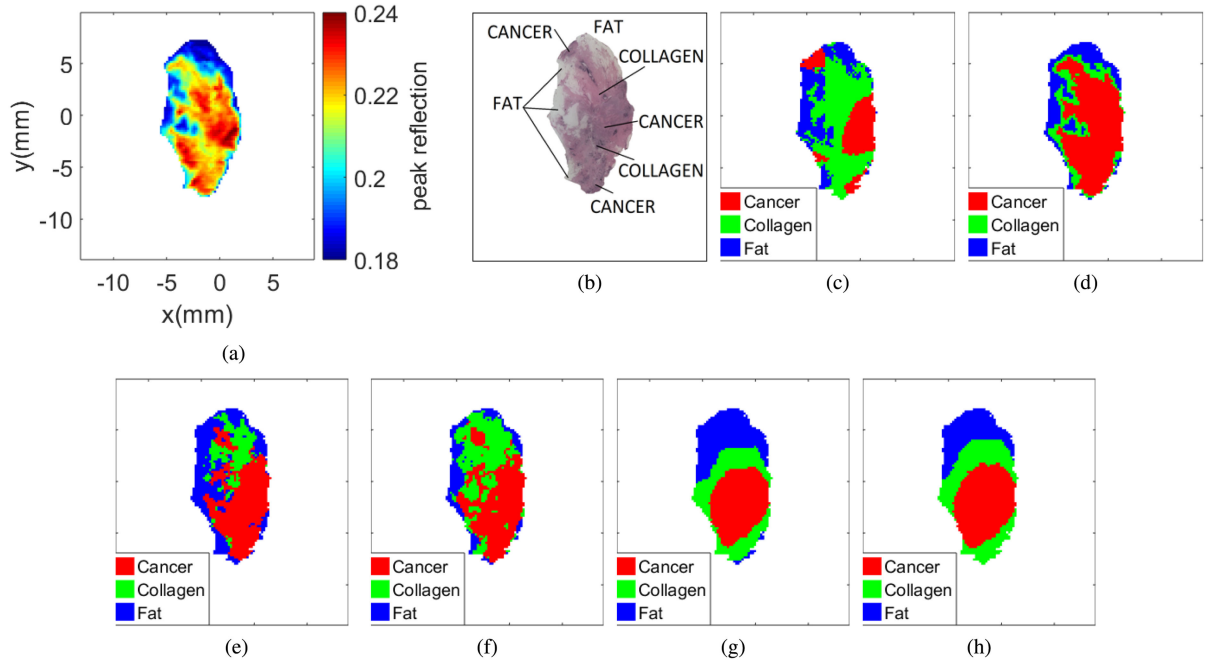 0.24
0.22
0.2
0.18
peak reflection
5
0
-5
-10
y(mm)
-10 -5 0 5
x(mm)
(a)
CANCER
FAT
COLLAGEN
FAT
CANCER
COLLAGEN
CANCER
(b)
Cancer
Collagen
Fat
(c)
Cancer
Collagen
Fat
(d)
Cancer
Collagen
Fat
(e)
Cancer
Collagen
Fat
(f)
Cancer
Collagen
Fat
(g)
Cancer
Collagen
Fat
(h)